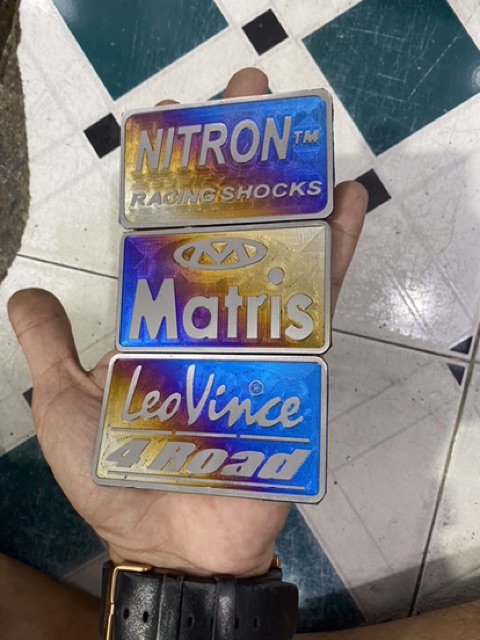 NITRON™
RACING SHOCKS
Matris
LeoVince
4 Road